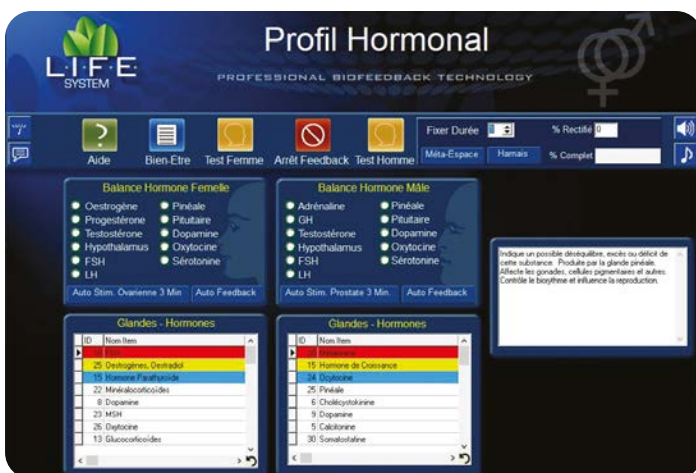 L·I·F·E
SYSTEM
Profil Hormonal
PROFESSIONAL BIOFEEDBACK TECHNOLOGY
Aide
Bien-Etre
Test Femme
Arrêt Feedback
Test Homme
Fixer Durée
% Rectifié 0
Méta-Espace
Harnais
% Complet
Balance Hormone Femelle
Oestrogène Pinéale
Progestérone Pituitaire
Testostérone Dopamine
Hypothalamus Oxytocine
FSH Sérotonine
LH
Auto Stim. Ovarienne 3 Min Auto Feedback
Balance Hormone Mâle
Adrénaline Pinéale
GH Pituitaire
Testostérone Dopamine
Hypothalamus Oxytocine
FSH Sérotonine
LH
Auto Stim. Prostate 3 Min. Auto Feedback
Indique un possible déséquilibre, excès ou déficit de
cette substance. Produite par la glande pinéale.
Affecte les gonades, cellules pigmentaires et autres.
Contrôle le biorythme et influence la reproduction.
Glandes - Hormones
ID Nom Item
FSH
25 Oestrogènes, Oestradiol
15 Hormone Parathyroïde
22 Minéralocorticoïdes
8 Dopamine
23 MSH
26 Oxytocine
13 Glucocorticoïdes
Glandes - Hormones
ID Nom Item
15 Hormone de Croissance
24 Ocytocine
25 Pinéale
6 Cholécystokinine
9 Dopamine
5 Calcitonine
30 Somatostatine